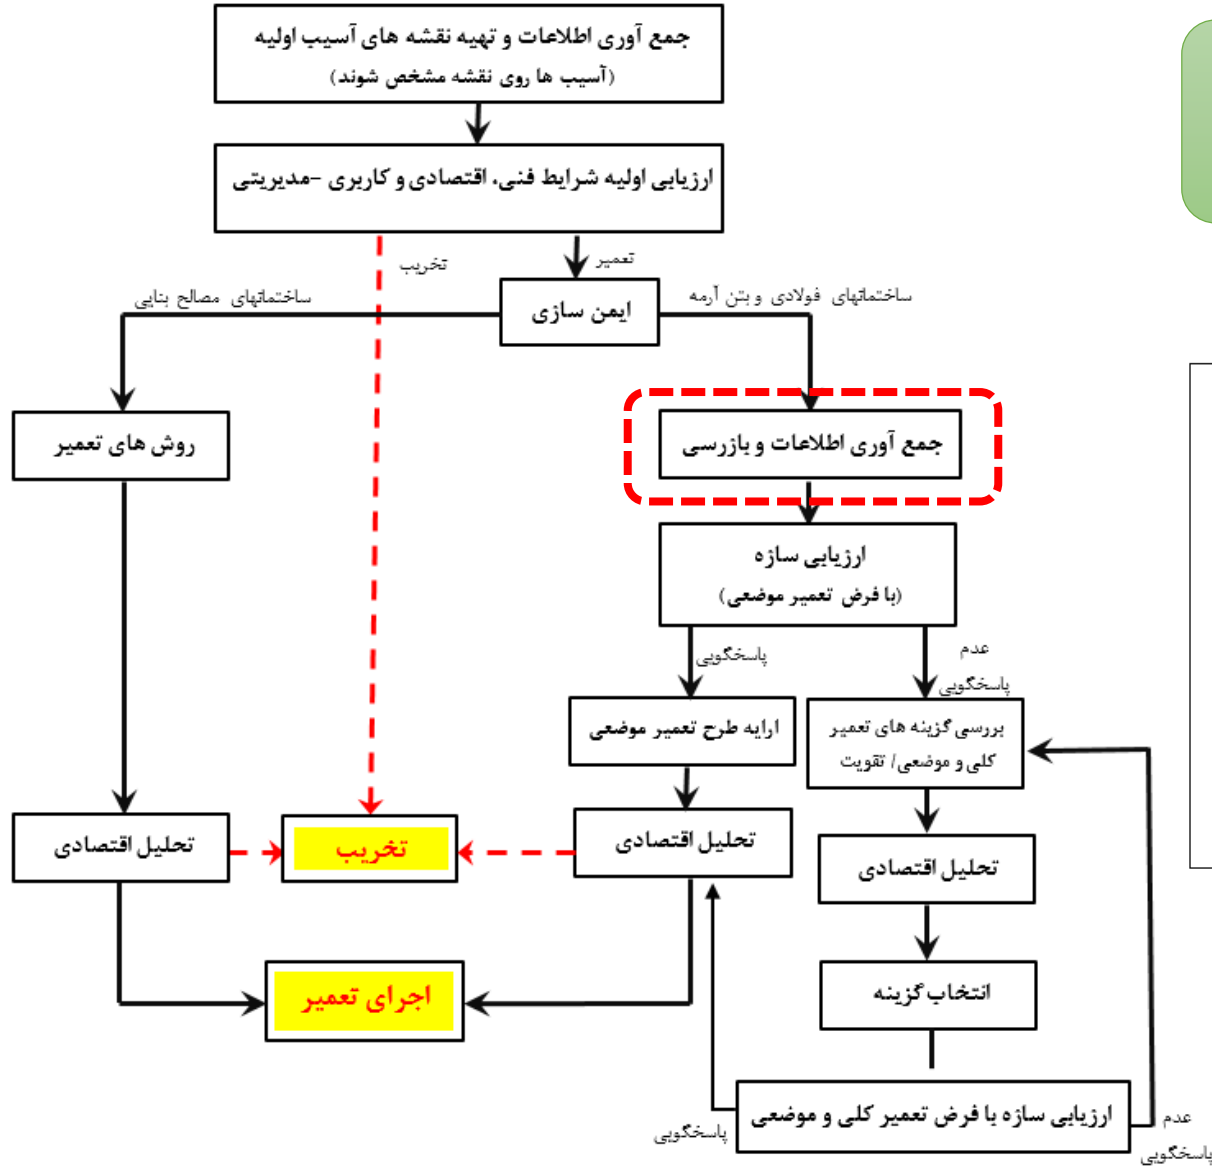 جمع آوری اطلاعات و تهیه نقشه های آسیب اولیه
(آسیب ها روی نقشه مشخص شوند)
ارزیابی اولیه شرایط فنی، اقتصادی و کاربری -مدیریتی
تخریب
تعمیر
ساختمانهای فولادی و بتن آرمه
ایمن سازی
ساختمانهای مصالح بنایی
جمع آوری اطلاعات و بازرسی
روش های تعمیر
ارزیابی سازه
(با فرض تعمیر موضعی)
عدم
پاسخگویی
پاسخگویی
بررسی گزینه های تعمیر
کلی و موضعی/ تقویت
ارایه طرح تعمیر موضعی
تحلیل اقتصادی
تحلیل اقتصادی
تخریب
تحلیل اقتصادی
انتخاب گزینه
اجرای تعمیر
ارزیابی سازه با فرض تعمیر کلی و موضعی
پاسخگویی
عدم
پاسخگویی